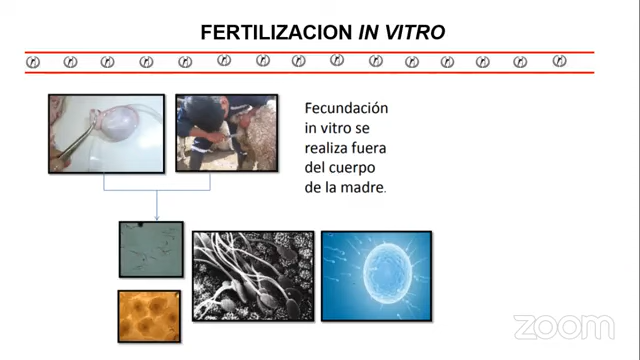 FERTILIZACION IN VITRO
Fecundación
in vitro se
realiza fuera
del cuerpo
de la madre.
zoom